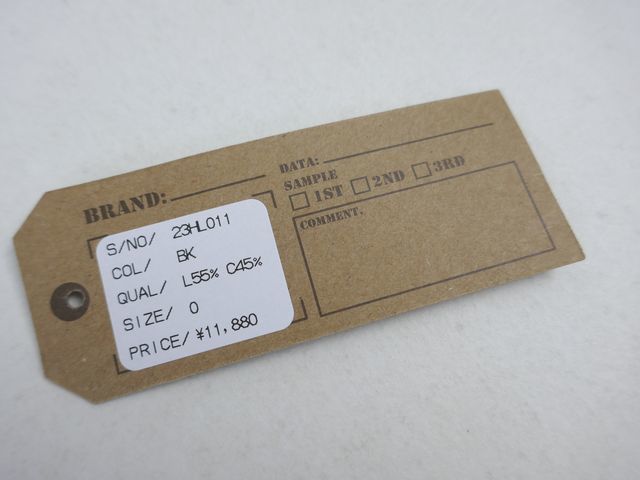 BRAND:
S/NO/ 23HL011
COL/ BK
QUAL/ L55% C45%
SIZE/ 0
PRICE/ ¥11,880
DATA:
SAMPLE
1ST 2ND 3RD
COMMENT.